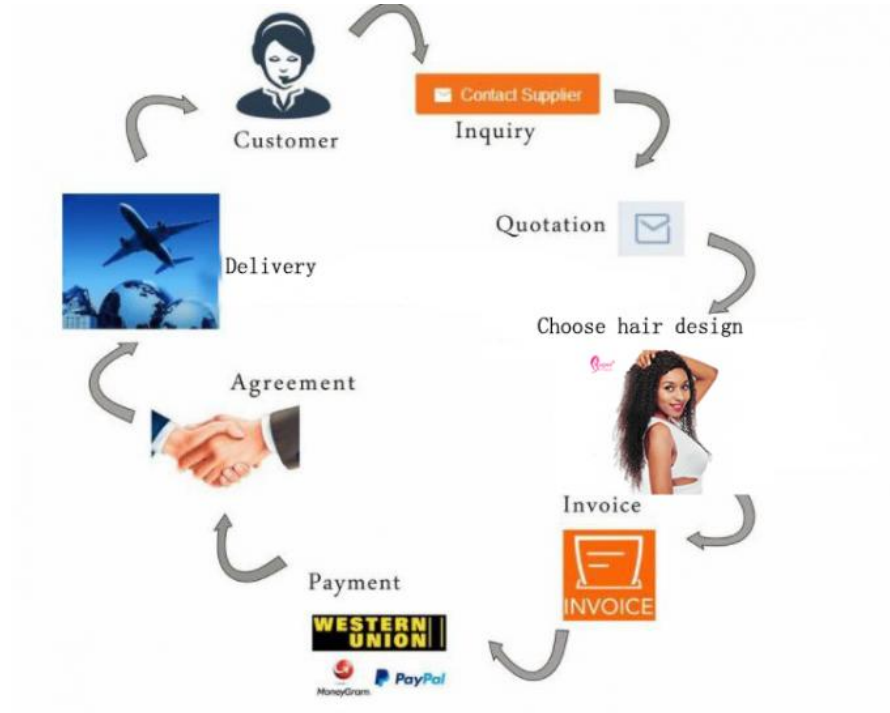 Contact Supplier
Customer
Inquiry
Quotation
Delivery
Choose hair design
Agreement
Invoice
INVOICE
Payment
WESTERN
UNION
MoneyGram
PayPal